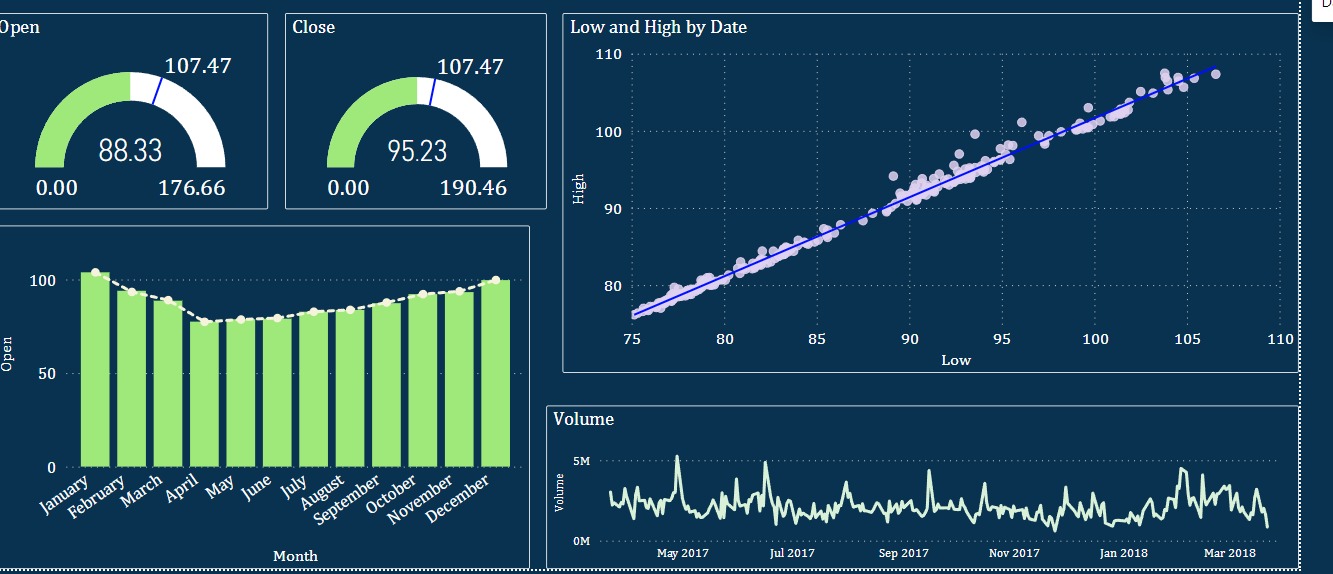 Open
107.47
88.33
0.00 176.66
Close
107.47
95.23
0.00 190.46
Low and High by Date
High
110
100
90
80
75 80 85 90 95 100 105 110
Low
Open
100
50
0
January February March April May June July August September October November December
Month
Volume
Volume
5M
0M
May 2017 Jul 2017 Sep 2017 Nov 2017 Jan 2018 Mar 2018